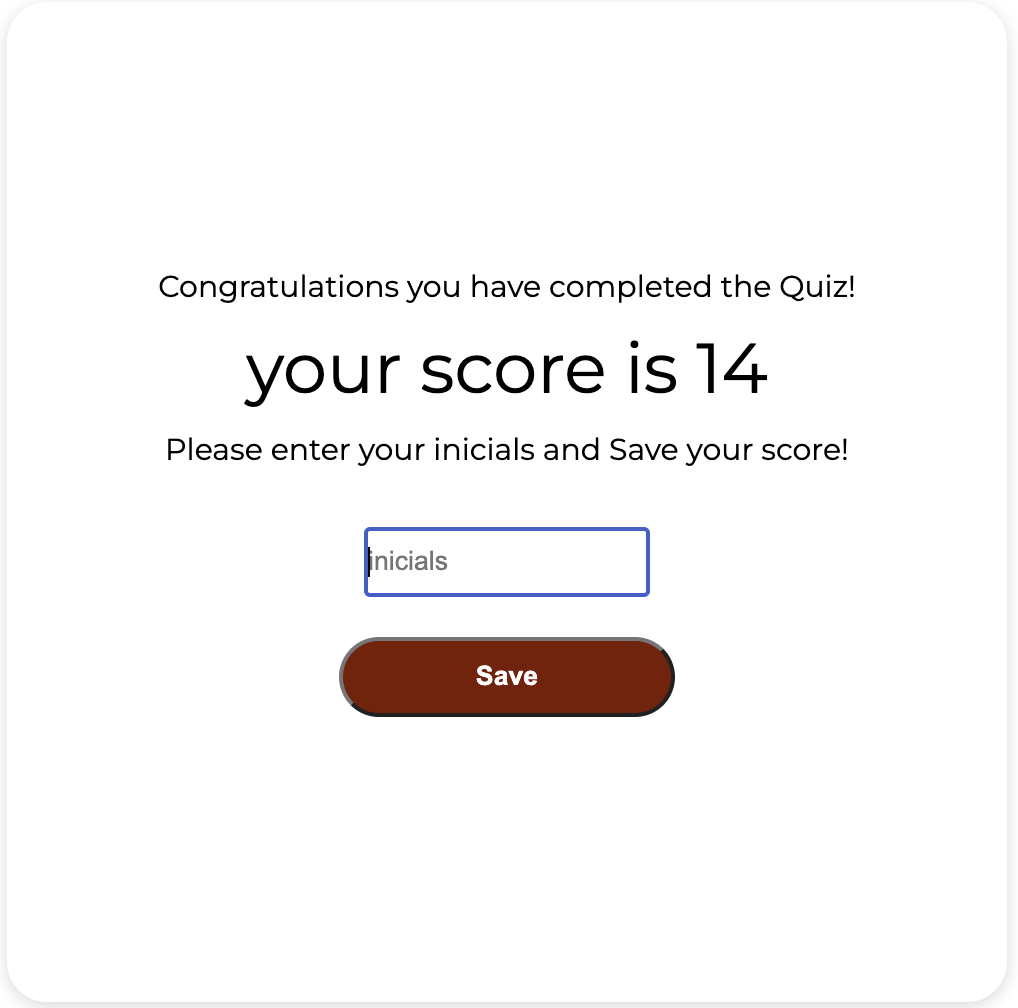 Congratulations you have completed the Quiz!
your score is 14
Please enter your inicials and Save your score!
inicials
Save